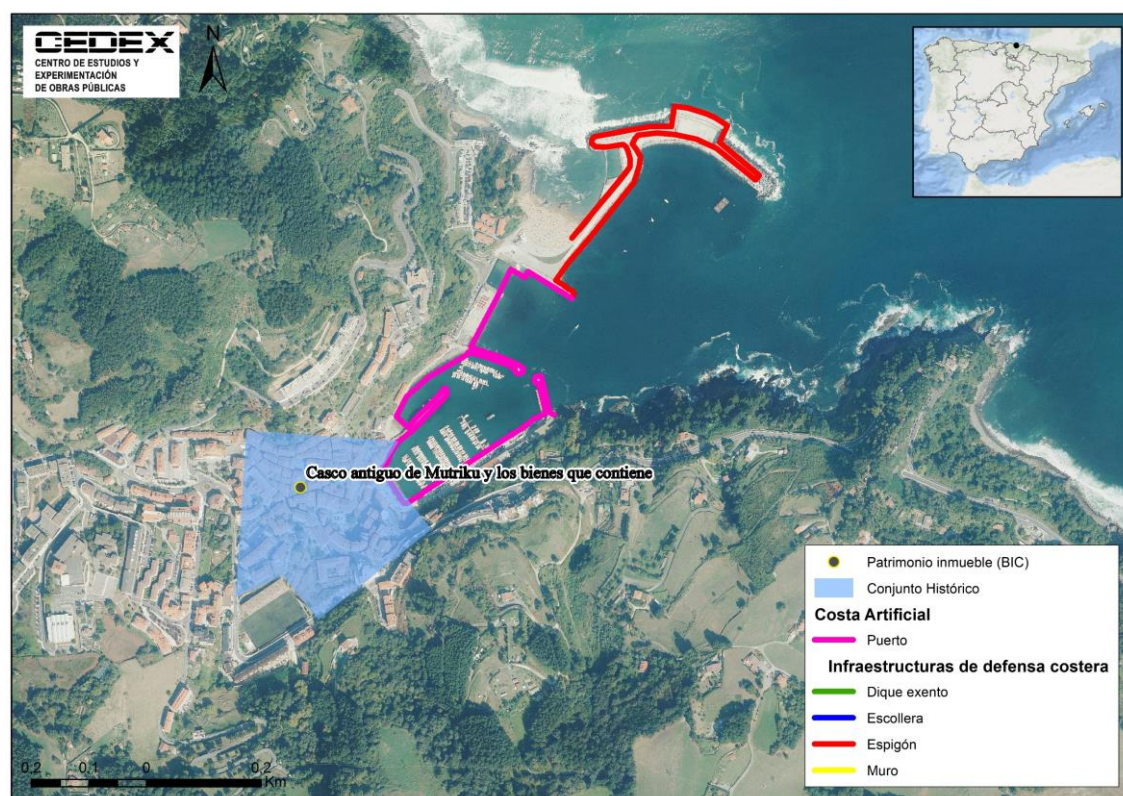 CEDEX
CENTRO DE ESTUDIOS Y
EXPERIMENTACIÓN
DE OBRAS PÚBLICAS
N
Casco antiguo de Mutriku y los bienes que contiene
Patrimonio inmueble (BIC)
Conjunto Histórico
Costa Artificial
Puerto
Infraestructuras de defensa costera
Dique exento
Escollera
Espigón
Muro
0,2 0,1 0 0,2
Km